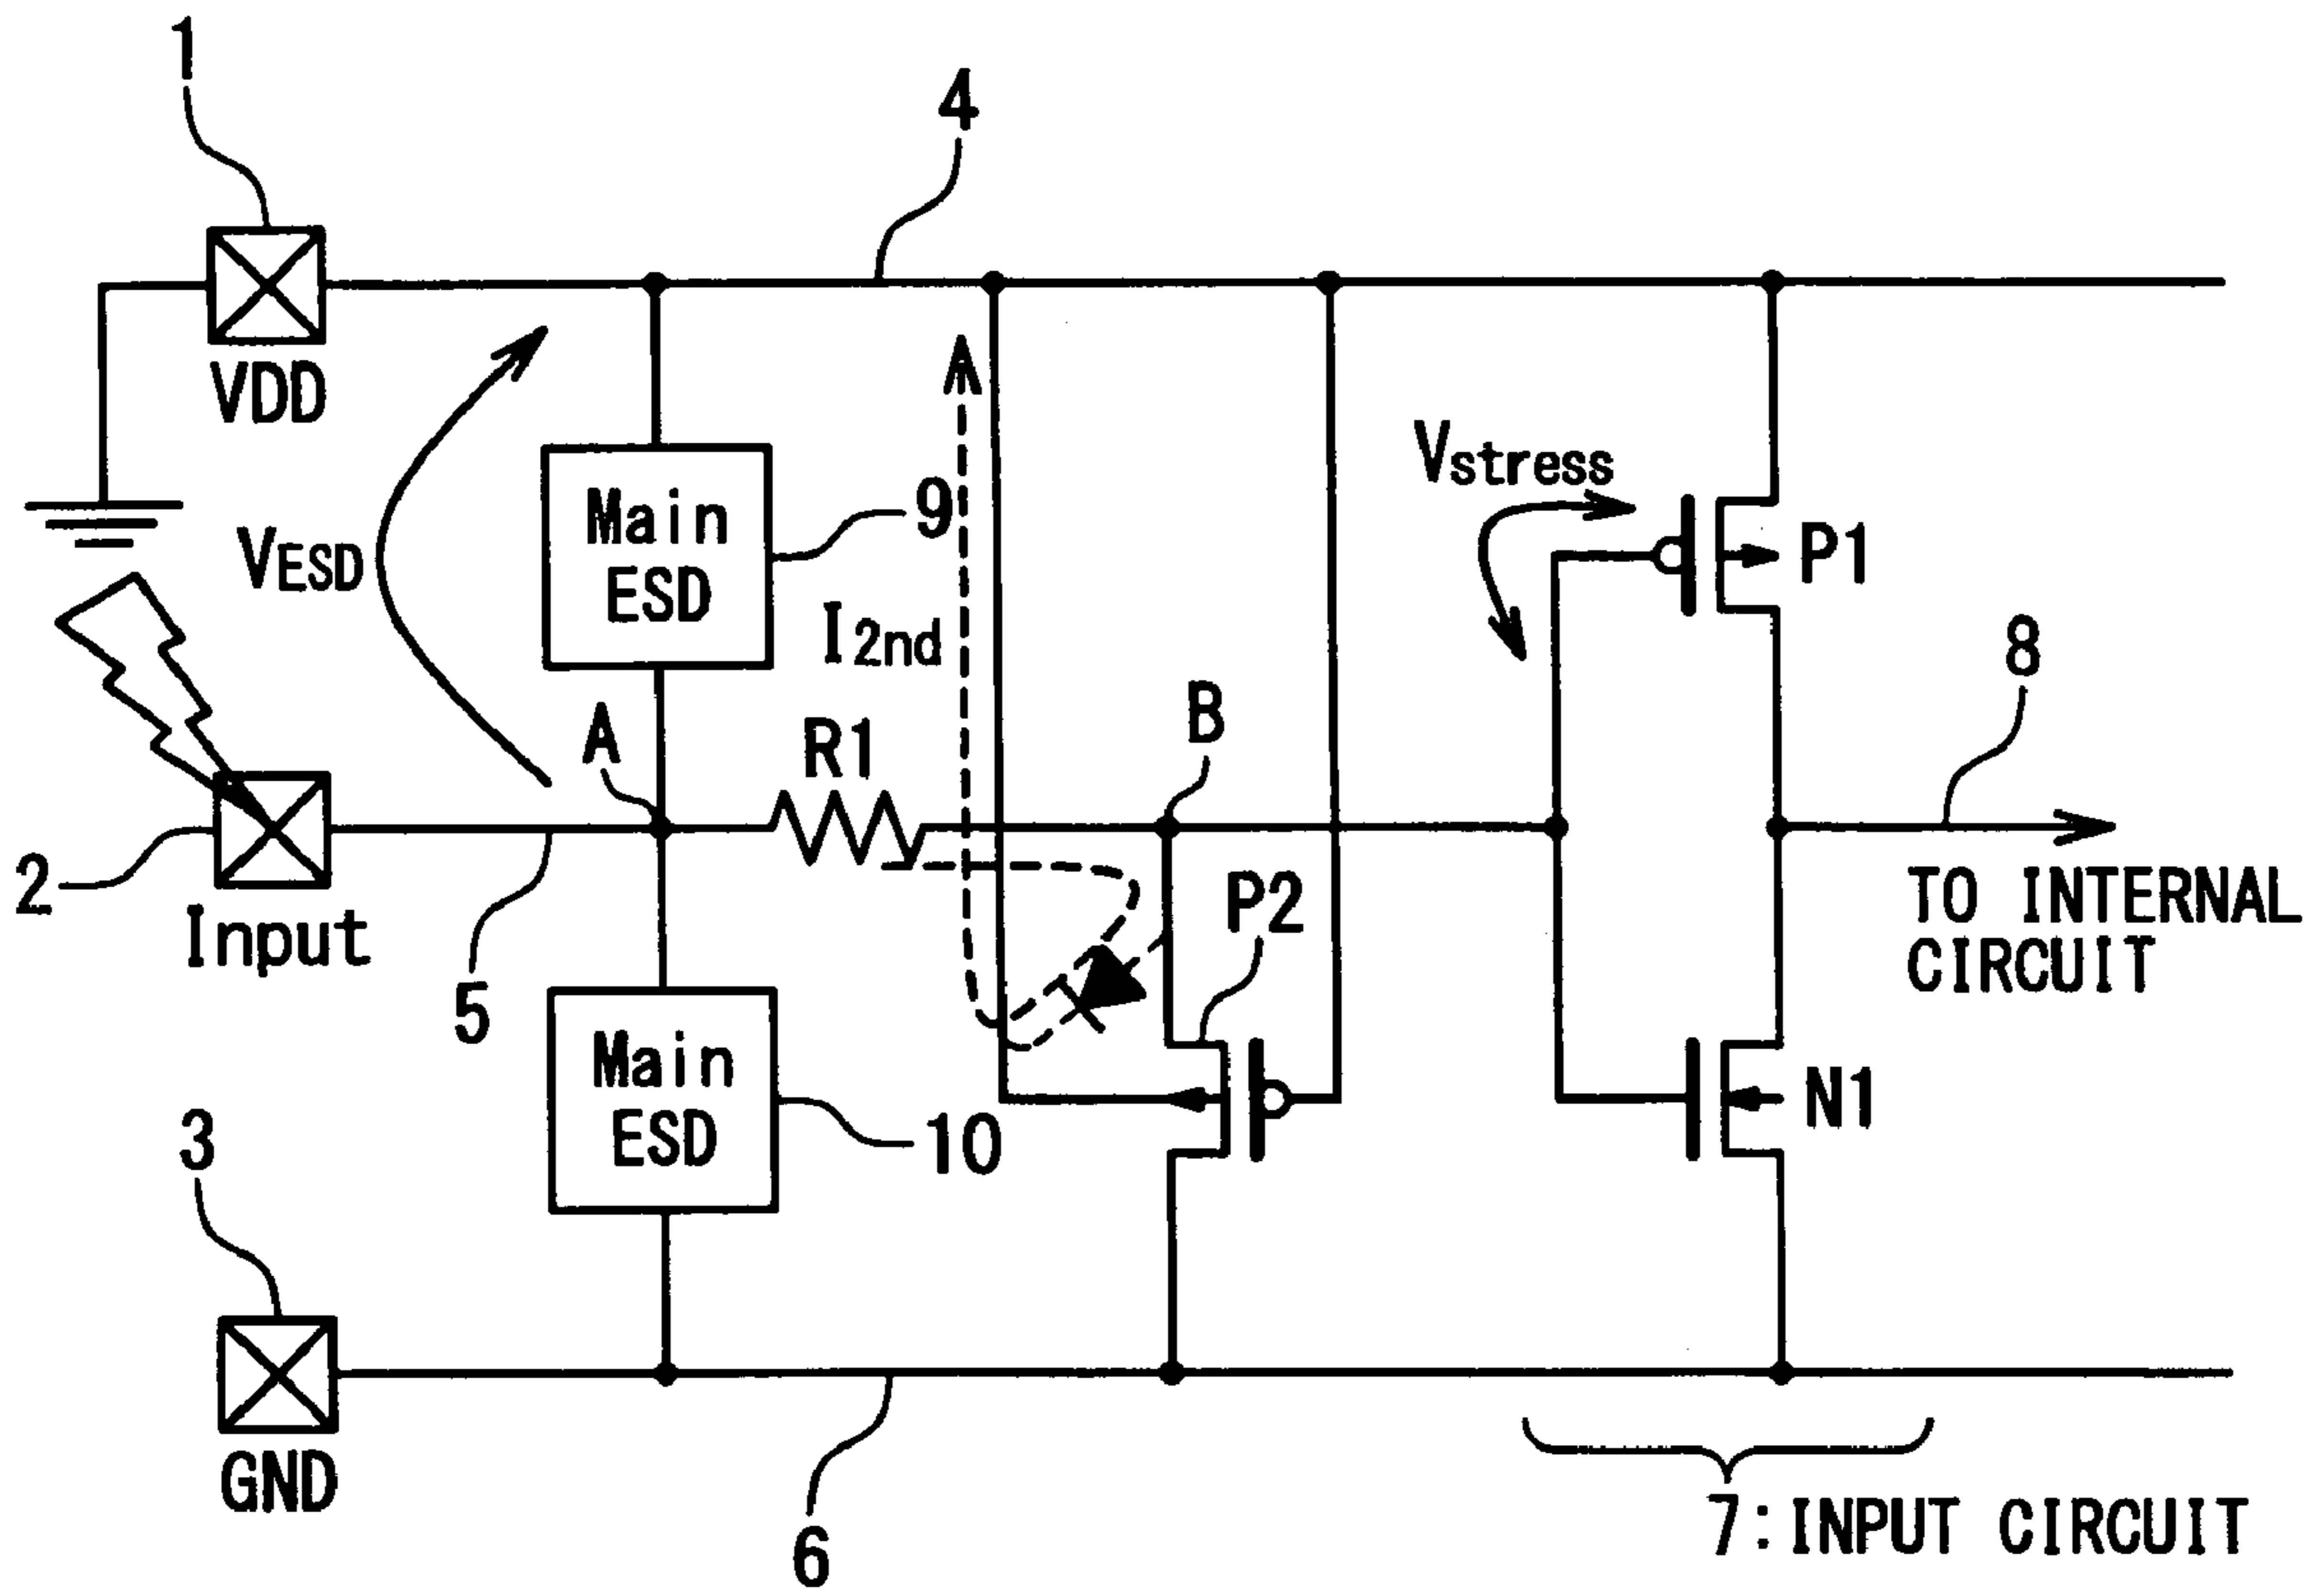 1
4
VDD
Vstress
Main
ESD
9
P1
VESD
I2nd
8
A
R1
B
2
Input
P2
TO INTERNAL
CIRCUIT
5
Main
ESD
10
N1
3
GND
6
7:INPUT CIRCUIT